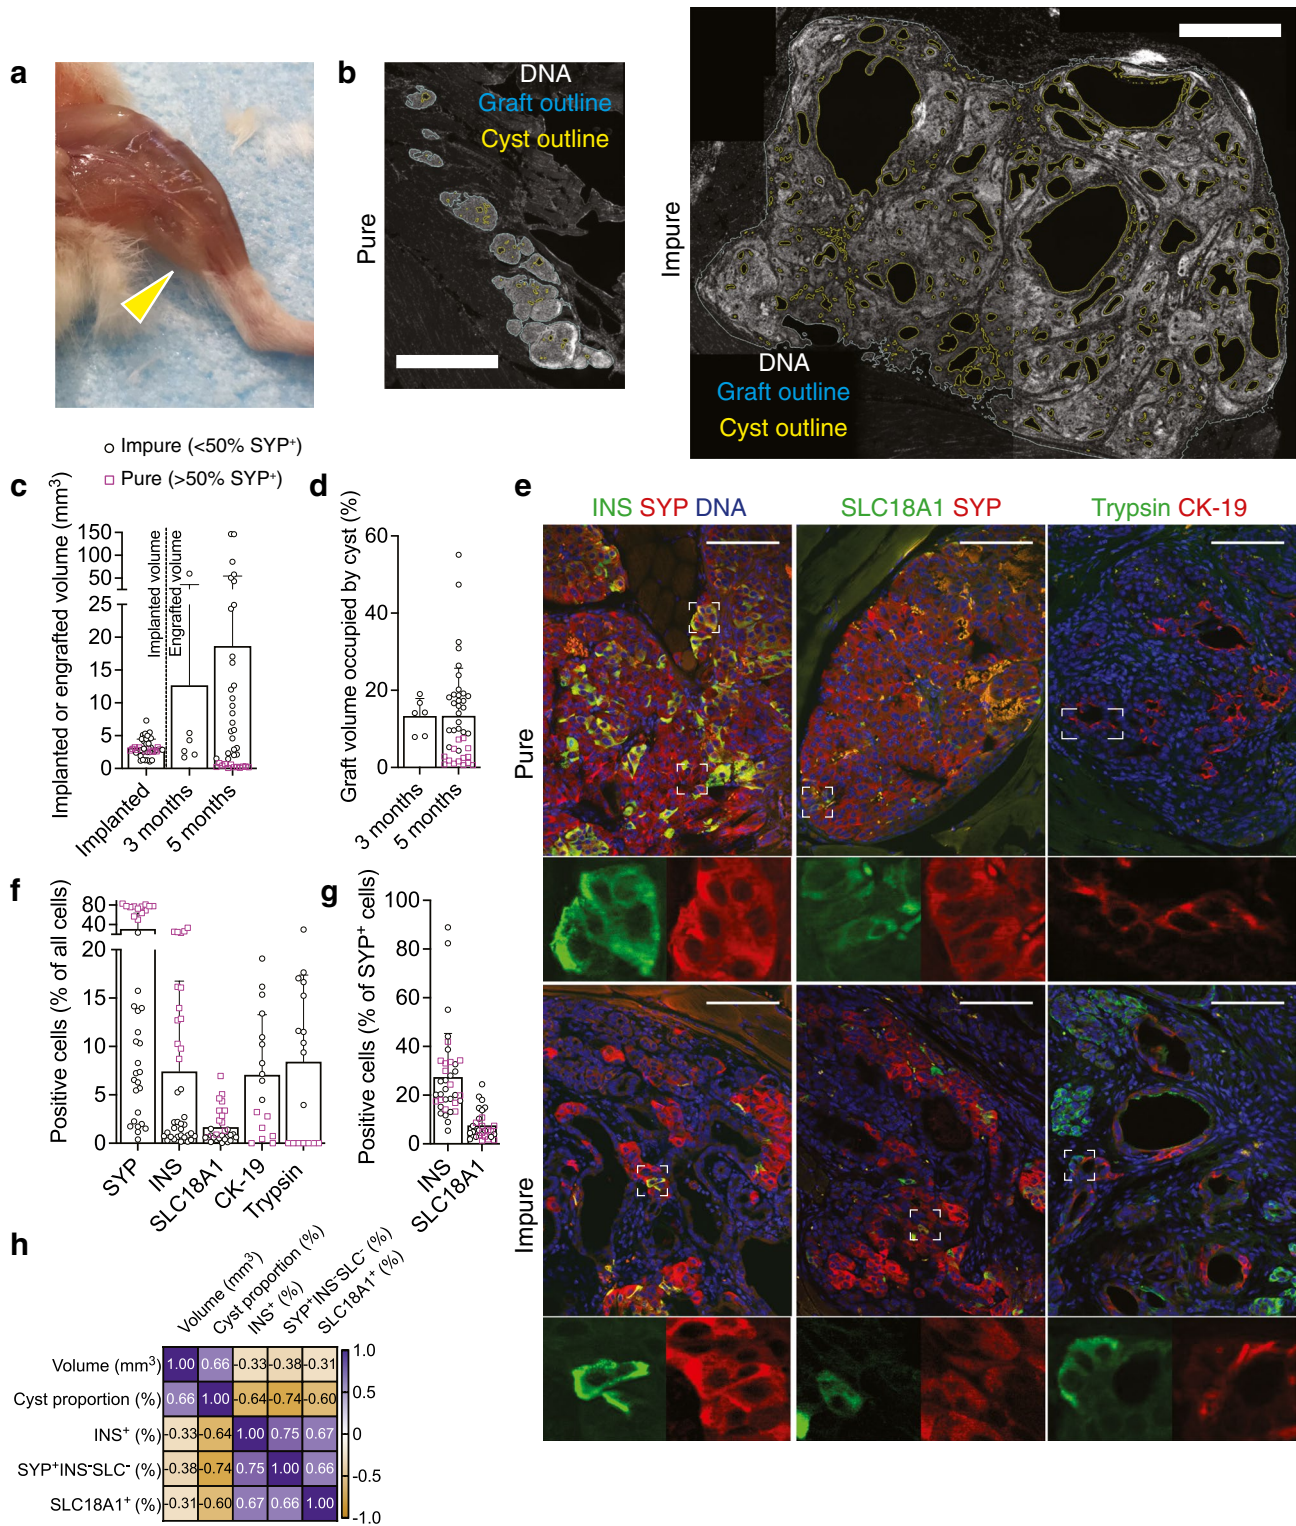 a
b
DNA
Graft outline
Cyst outline
Pure
Impure
DNA
Graft outline
Cyst outline
Impure (<50% SYP⁺)
Pure (>50% SYP⁺)
c
Implanted or engrafted volume (mm³)
150
100
50
25
20
15
10
5
0
Implanted volume
Engrafted volume
Implanted
3 months
5 months
d
Graft volume occupied by cyst (%)
60
40
20
0
3 months
5 months
e
INS SYP DNA
SLC18A1 SYP
Trypsin CK-19
Pure
Impure
f
Positive cells (% of all cells)
80
40
20
15
10
5
0
SYP
INS
SLC18A1
CK-19
Trypsin
g
Positive cells (% of SYP⁺ cells)
100
80
60
40
20
0
INS
SLC18A1
h
Volume (mm³)
Cyst proportion (%)
INS⁺ (%)
SYP⁺INS⁻SLC⁻ (%)
SLC18A1⁺ (%)
Volume (mm³) 1.00 0.66 -0.33 -0.38 -0.31
Cyst proportion (%) 0.66 1.00 -0.64 -0.74 -0.60
INS⁺ (%) -0.33 -0.64 1.00 0.75 0.67
SYP⁺INS⁻SLC⁻ (%) -0.38 -0.74 0.75 1.00 0.66
SLC18A1⁺ (%) -0.31 -0.60 0.67 0.66 1.00
1.0
0.5
0
-0.5
-1.0